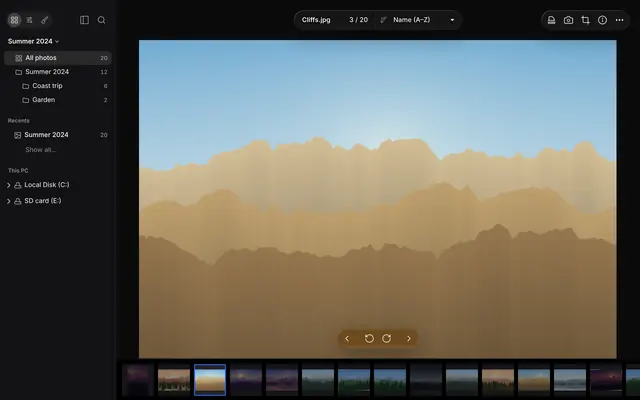 Cliffs.jpg 3 / 20 Name (A–Z)
Summer 2024
All photos 20
Summer 2024 12
Coast trip 6
Garden 2
Recents
Summer 2024 20
Show all...
This PC
Local Disk (C:)
SD card (E:)